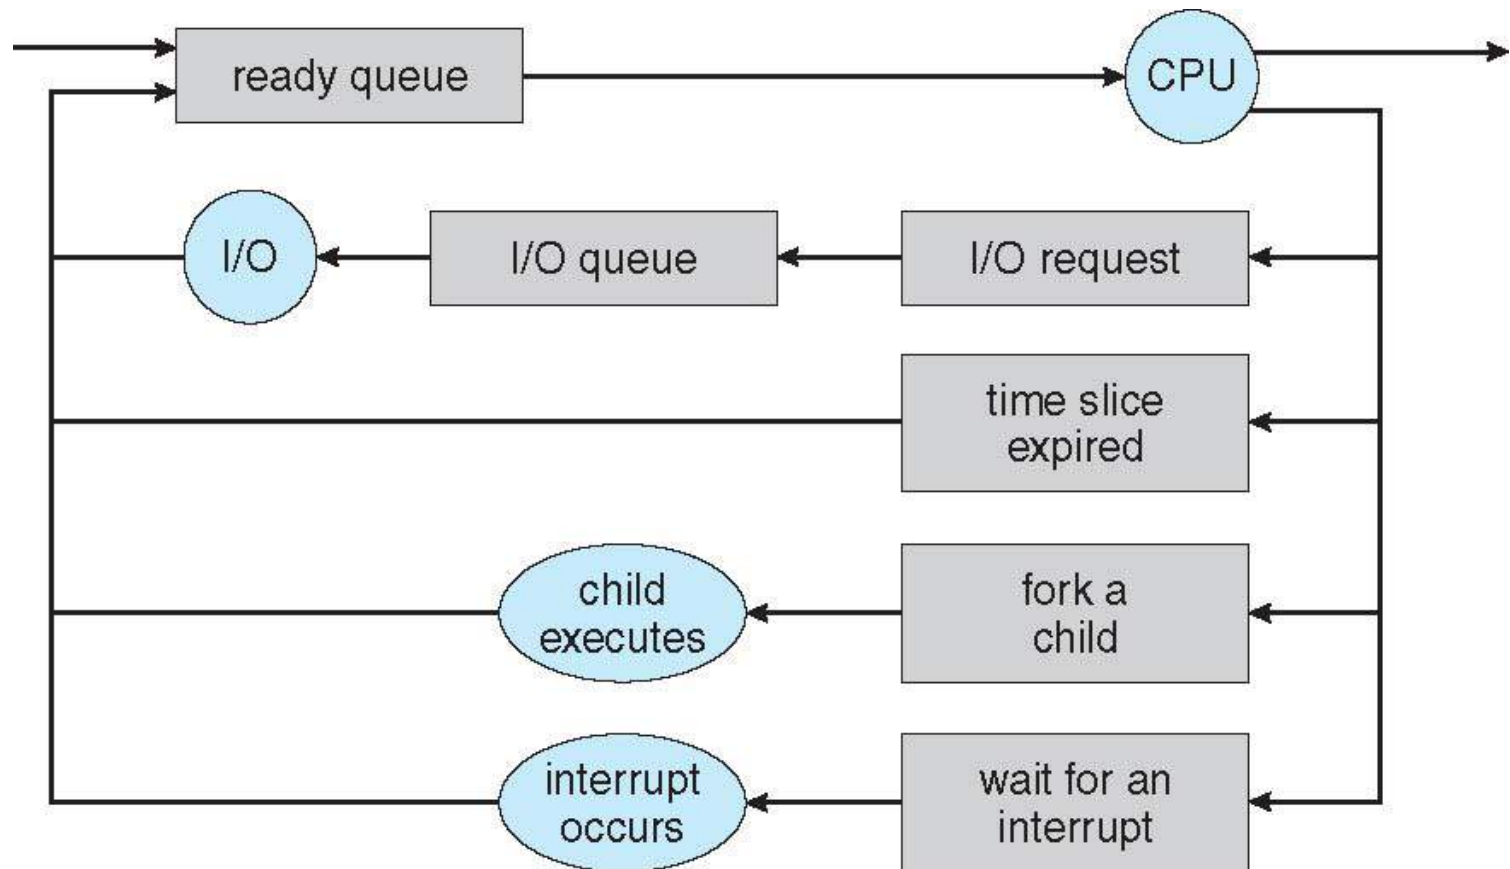 ready queue
CPU
I/O
I/O queue
I/O request
time slice
expired
child
executes
fork a
child
interrupt
occurs
wait for an
interrupt